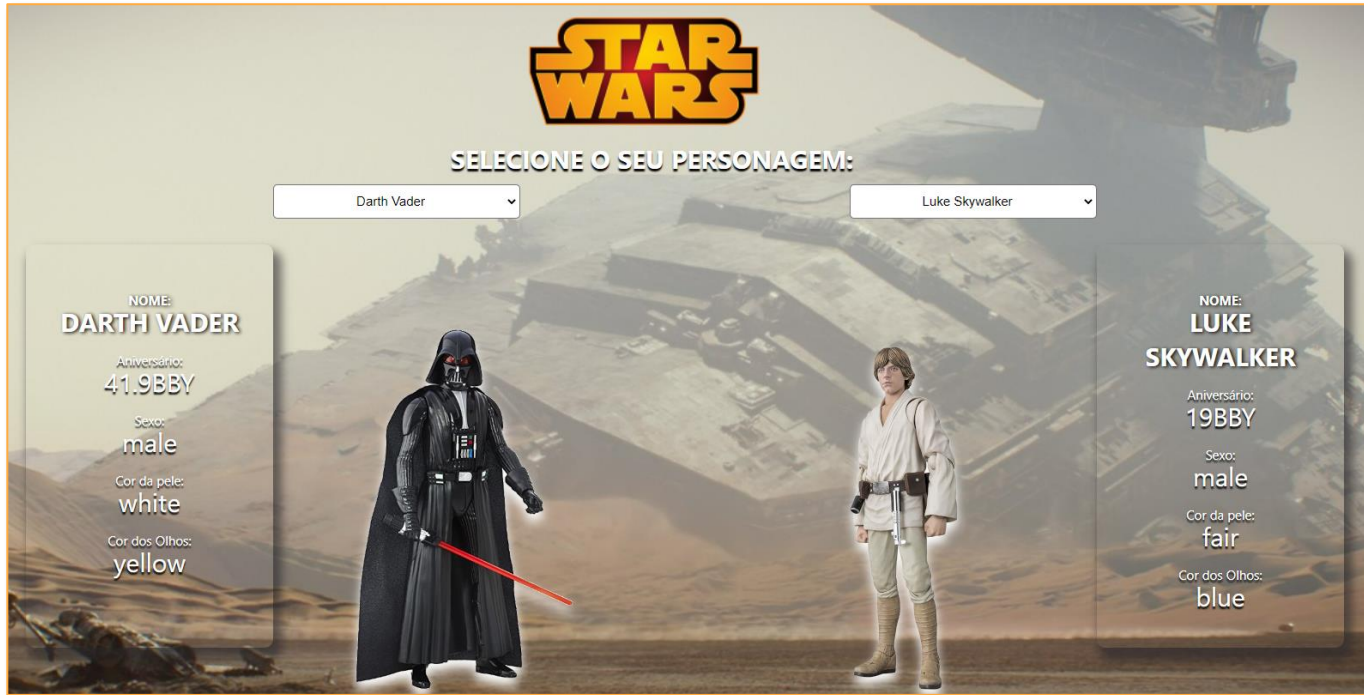 STAR
WARS
SELECIONE O SEU PERSONAGEM:
Darth Vader
Luke Skywalker
NOME:
DARTH VADER
Aniversário:
41.9BBY
Sexo:
male
Cor da pele:
white
Cor dos Olhos:
yellow
NOME:
LUKE
SKYWALKER
Aniversário:
19BBY
Sexo:
male
Cor da pele:
fair
Cor dos Olhos:
blue